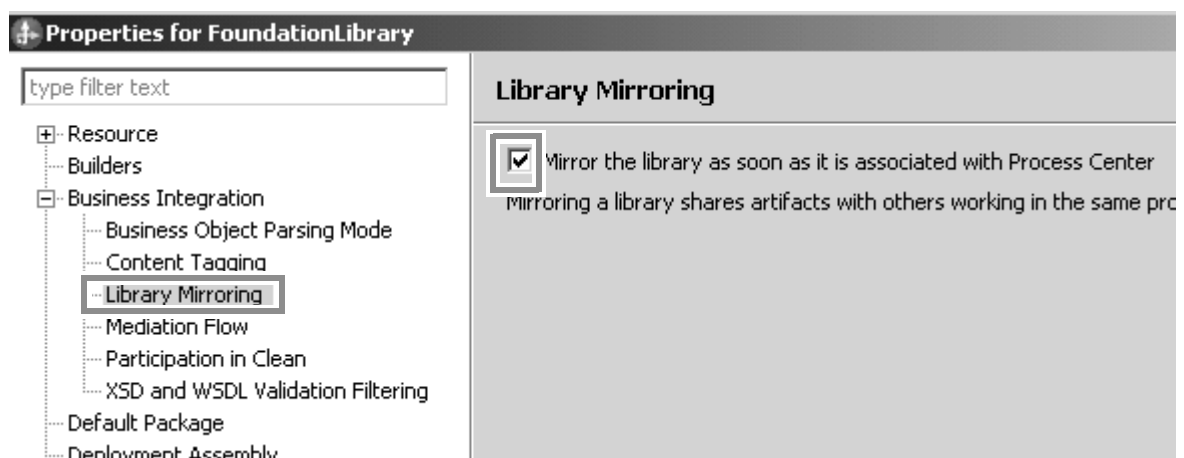 Properties for FoundationLibrary
type filter text
Resource
Builders
Business Integration
Business Object Parsing Mode
Content Tagging
Library Mirroring
Mediation Flow
Participation in Clean
XSD and WSDL Validation Filtering
Default Package
Deployment Assembly
Library Mirroring
Mirror the library as soon as it is associated with Process Center
Mirroring a library shares artifacts with others working in the same pro